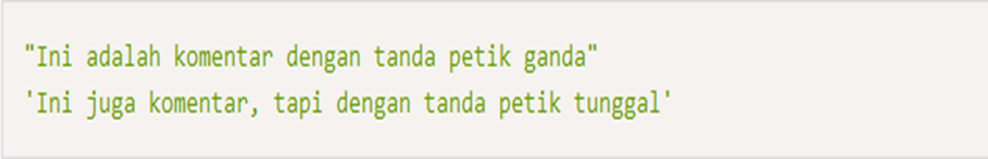 "Ini adalah komentar dengan tanda petik ganda"
'Ini juga komentar, tapi dengan tanda petik tunggal'